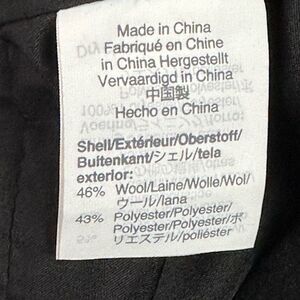 Made in China
Fabriqué en Chine
in China Hergestellt
Vervaardigd in China
中国製
Hecho en China
Shell/Extérieur/Oberstoff/
Buitenkant/シェル/tela
exterior:
46% Wool/Laine/Wolle/Wol/
ウール/lana
43% Polyester/Polyester/
Polyester/Polyester/ポ
リエステル/poliéster